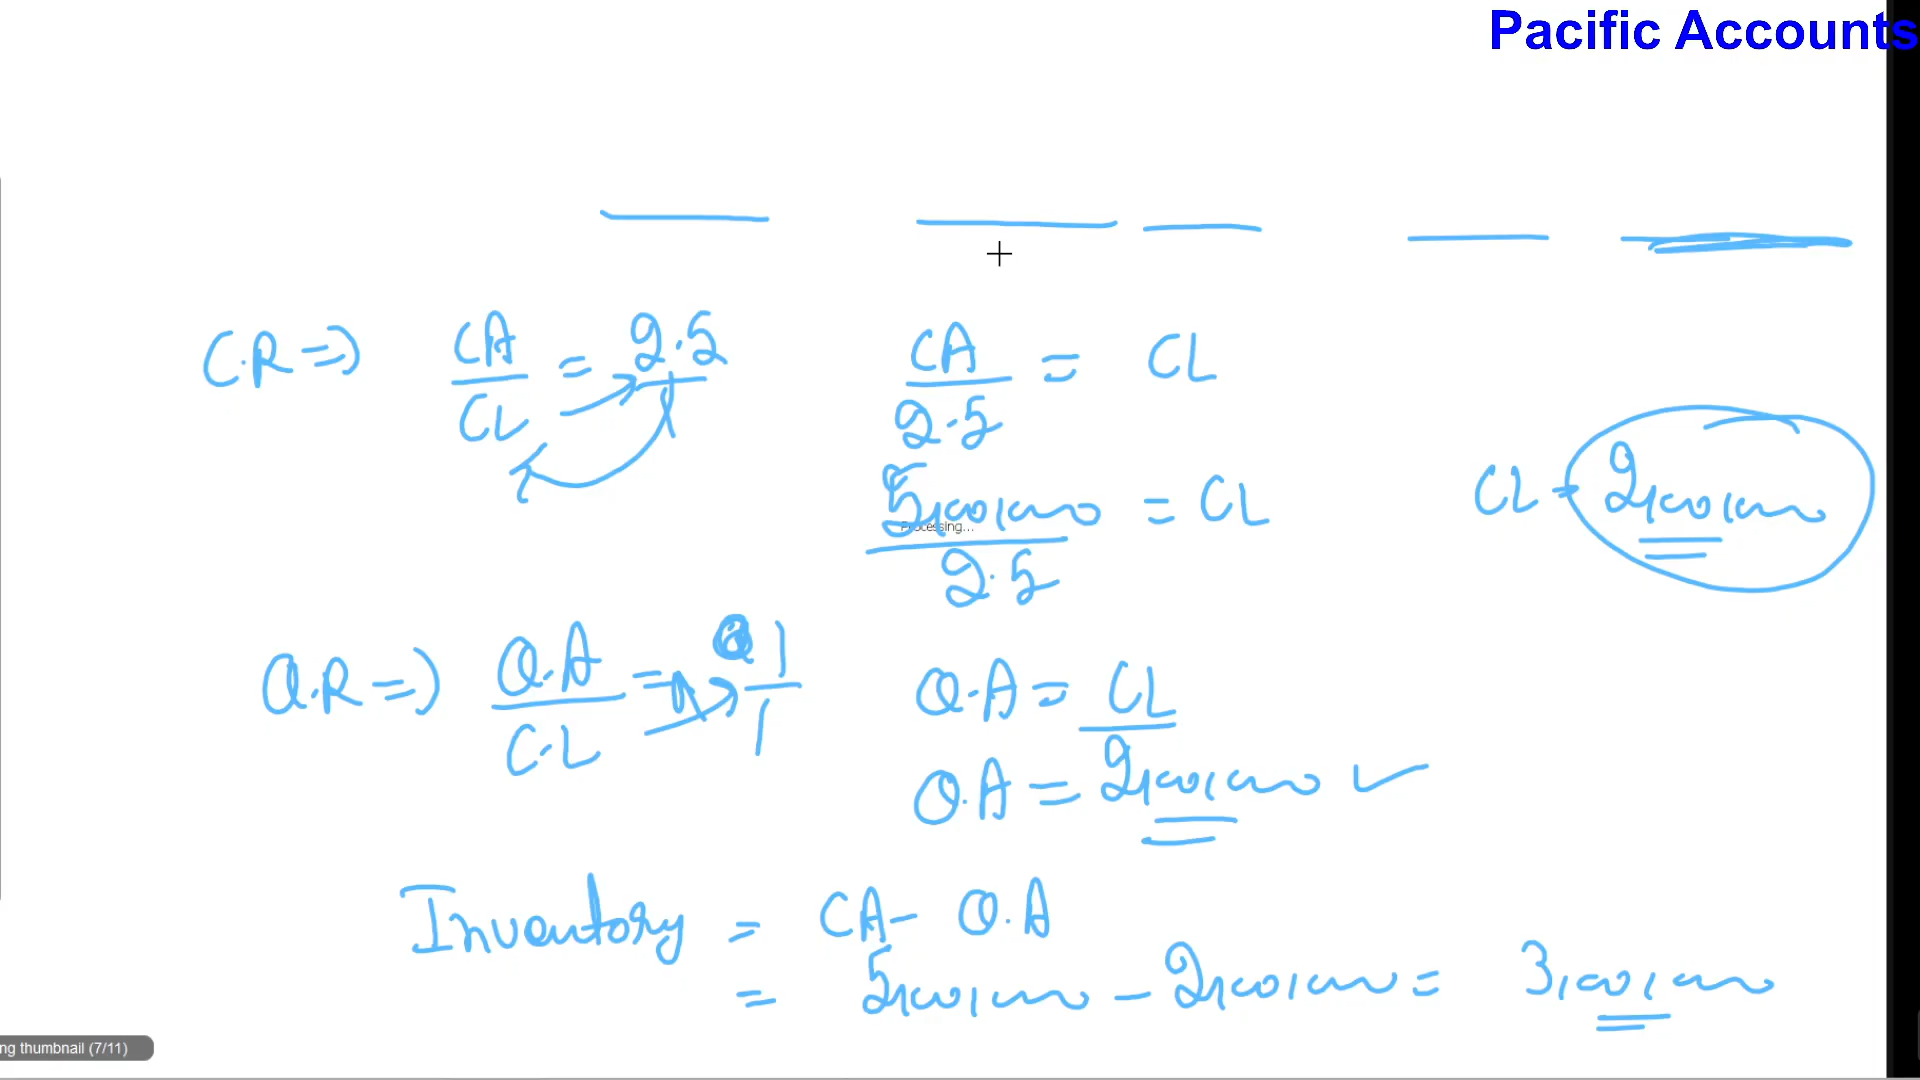 Pacific Accounts
C.R => CA/CL = 2.5/1 CA/2.5 = CL
5,00,000/2.5 = CL CL = 2,00,000
Processing...
Q.R => Q.A/C.L = 1/1 Q.A = CL
Q.A = 2,00,000 ✓
Inventory = CA - Q.A
= 5,00,000 - 2,00,000 = 3,00,000
ng thumbnail (7/11)